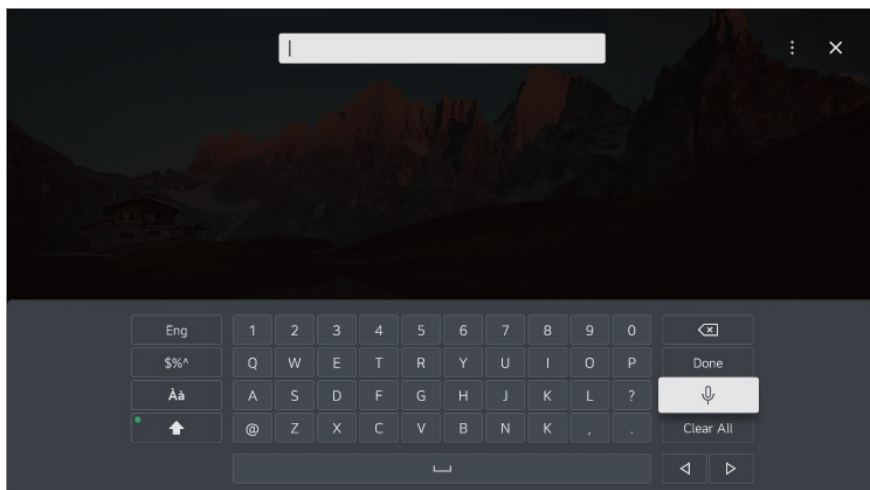 Eng 1 2 3 4 5 6 7 8 9 0
$%^ Q W E T R Y U I O P Done
Àà A S D F G H J K L ?
@ Z X C V B N K , . Clear All